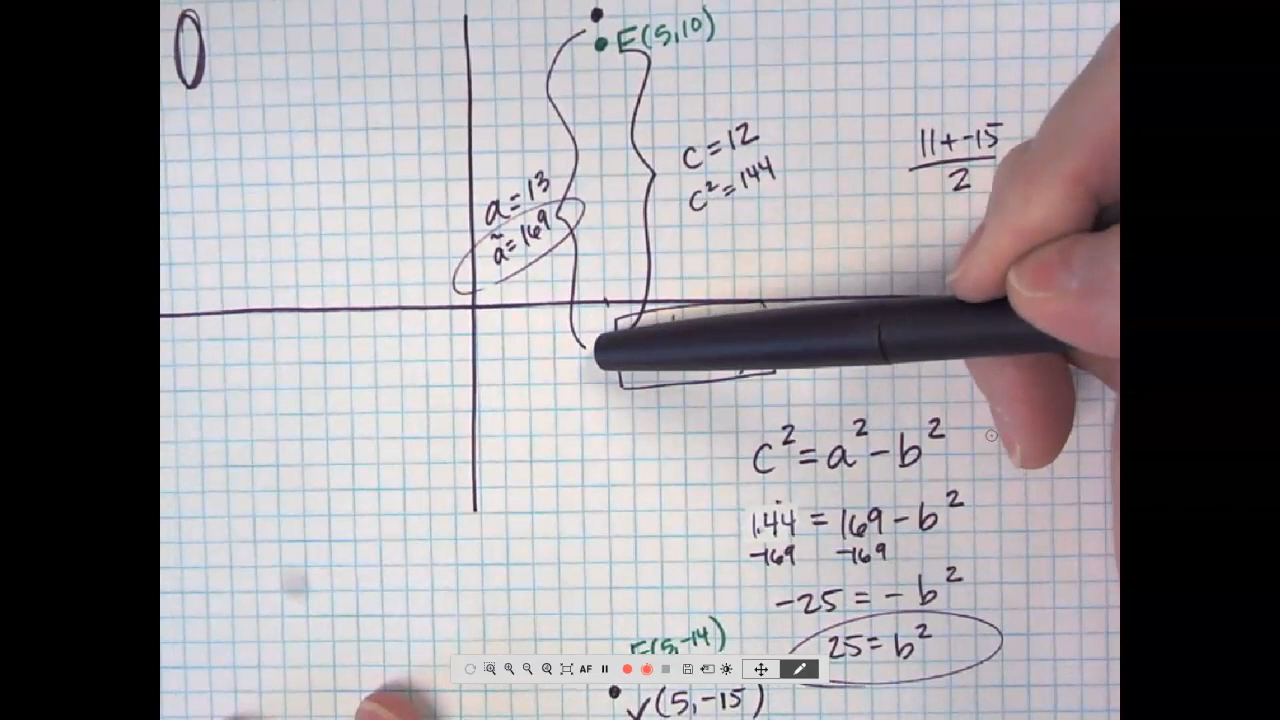 F(5,10)
c=12
c²=144
11+-15
2
a=13
a²=169
c²=a²-b²
144=169-b²
-169 -169
-25=-b²
25=b²
F(5,-14)
AF
V(5,-15)